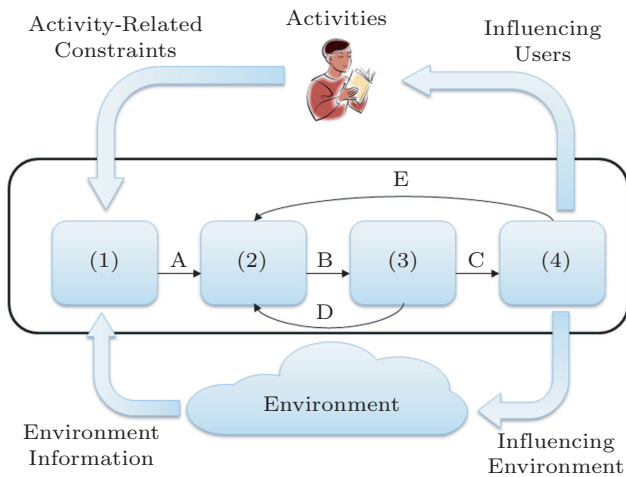 Activity-Related
Constraints
Activities
Influencing
Users
E
(1)
A
(2)
B
(3)
C
(4)
D
Environment
Environment
Information
Influencing
Environment